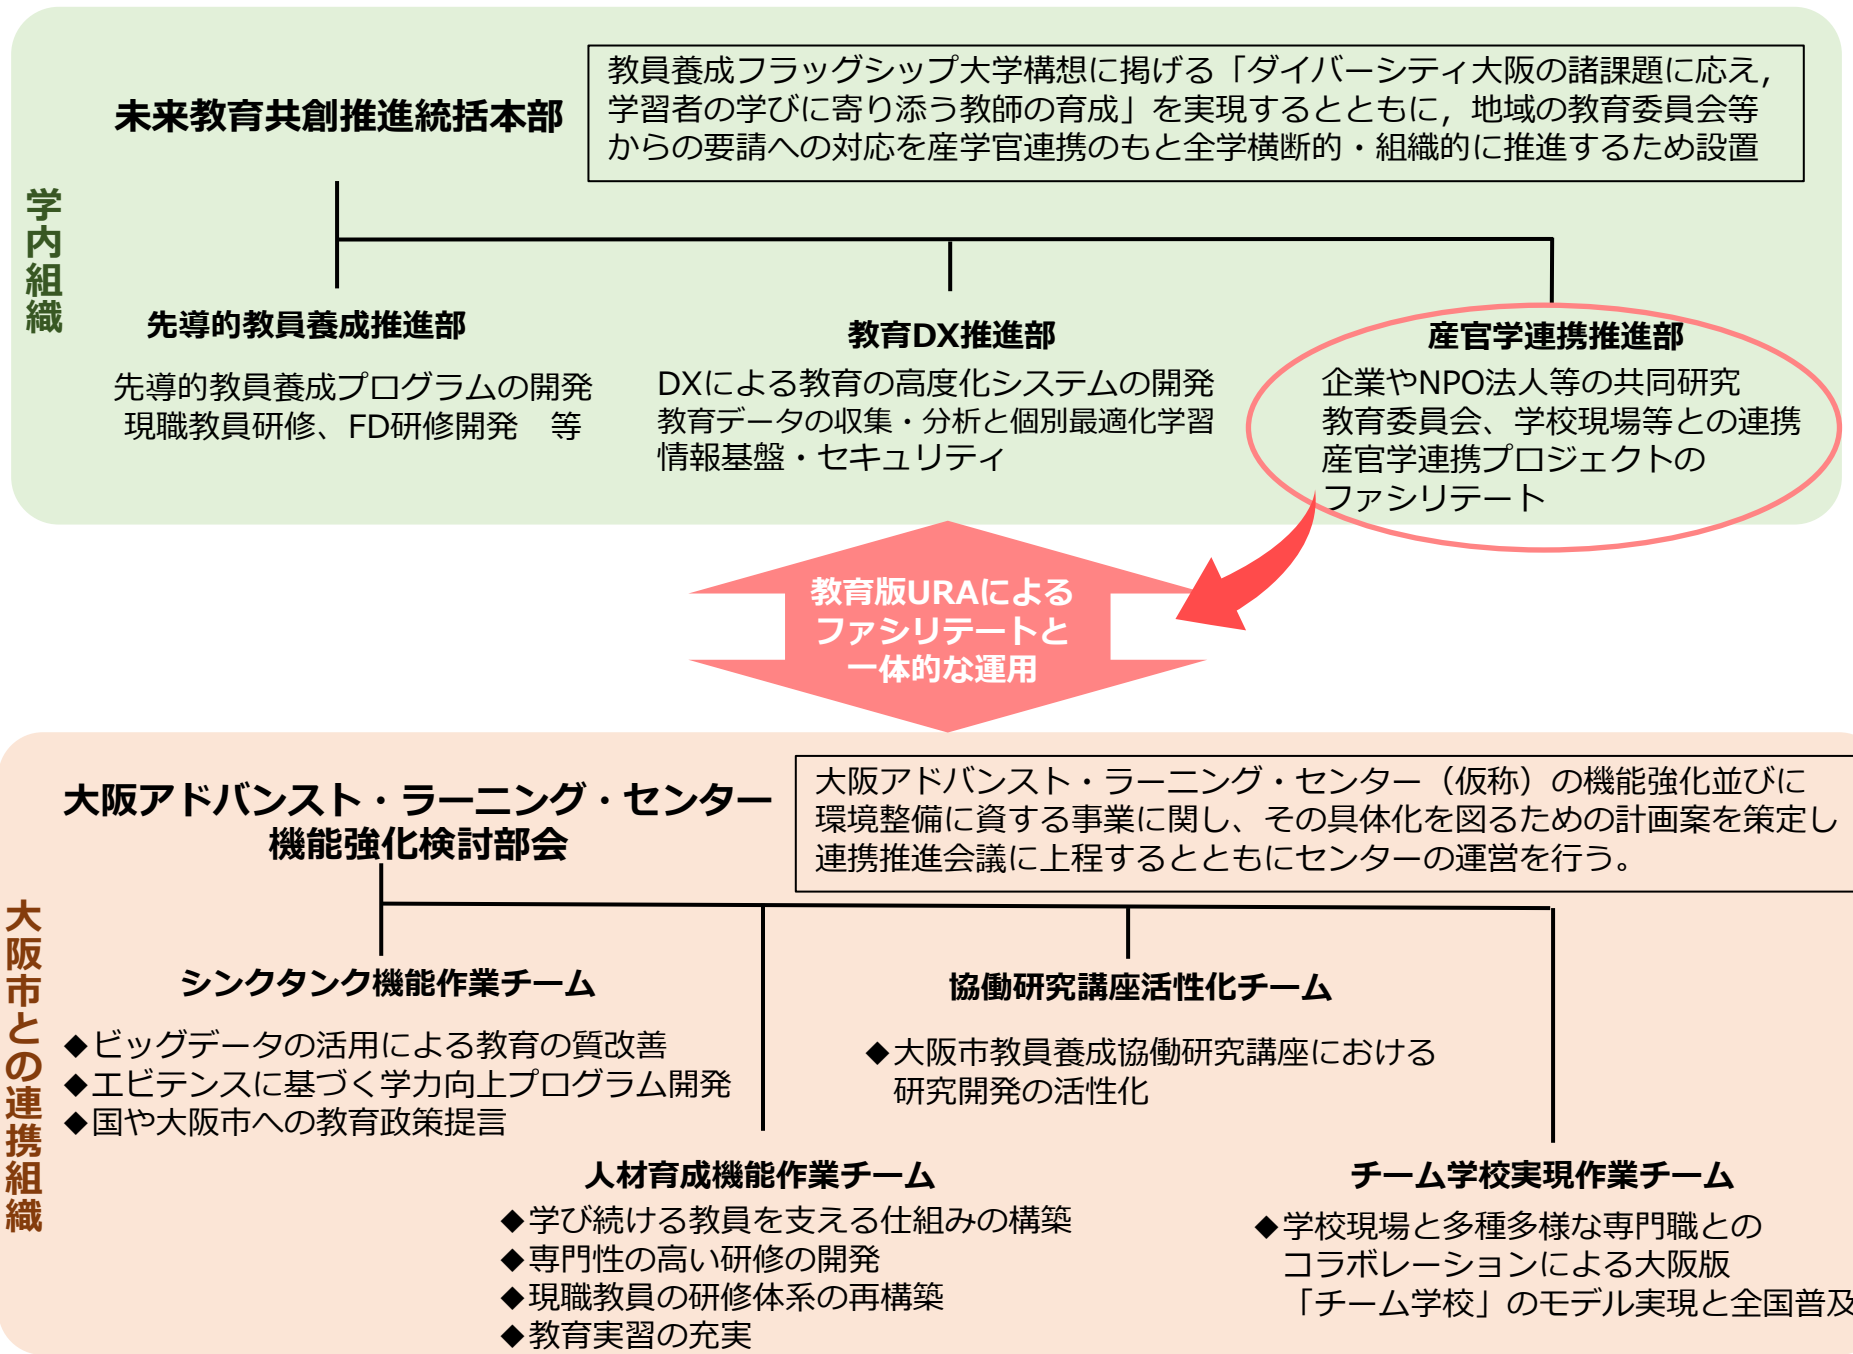 未来教育共創推進統括本部
教員養成フラッグシップ大学構想に掲げる「ダイバーシティ大阪の諸課題に応え，
学習者の学びに寄り添う教師の育成」を実現するとともに，地域の教育委員会等
からの要請への対応を産学官連携のもと全学横断的・組織的に推進するため設置
学内組織
先導的教員養成推進部
先導的教員養成プログラムの開発
現職教員研修、FD研修開発　等
教育DX推進部
DXによる教育の高度化システムの開発
教育データの収集・分析と個別最適化学習
情報基盤・セキュリティ
産官学連携推進部
企業やNPO法人等の共同研究
教育委員会、学校現場等との連携
産官学連携プロジェクトの
ファシリテート
教育版URAによる
ファシリテートと
一体的な運用
大阪アドバンスト・ラーニング・センター
機能強化検討部会
大阪アドバンスト・ラーニング・センター（仮称）の機能強化並びに
環境整備に資する事業に関し、その具体化を図るための計画案を策定し
連携推進会議に上程するとともにセンターの運営を行う。
大阪市との連携組織
シンクタンク機能作業チーム
◆ビッグデータの活用による教育の質改善
◆エビテンスに基づく学力向上プログラム開発
◆国や大阪市への教育政策提言
協働研究講座活性化チーム
◆大阪市教員養成協働研究講座における
研究開発の活性化
人材育成機能作業チーム
◆学び続ける教員を支える仕組みの構築
◆専門性の高い研修の開発
◆現職教員の研修体系の再構築
◆教育実習の充実
チーム学校実現作業チーム
◆学校現場と多種多様な専門職との
コラボレーションによる大阪版
「チーム学校」のモデル実現と全国普及